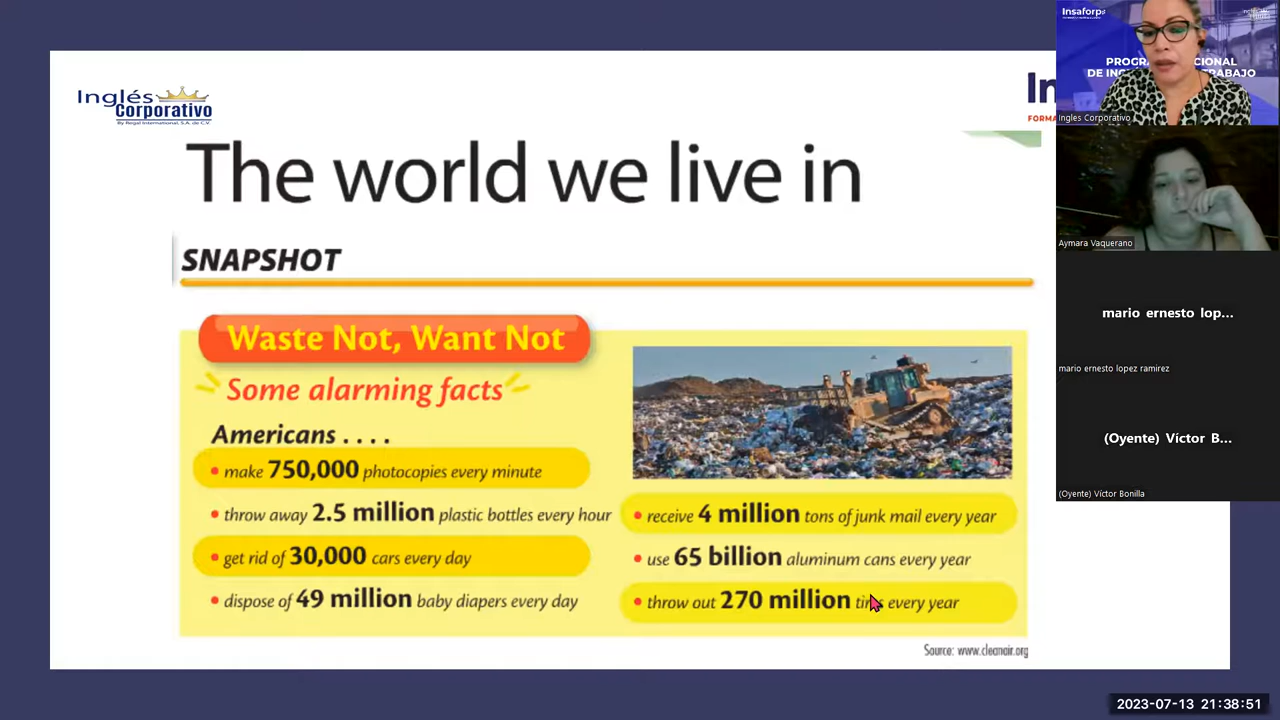 Inglés
Corporativo
By Regal International, S.A. de C.V.
The world we live in
SNAPSHOT
Waste Not, Want Not
Some alarming facts
Americans . . . .
• make 750,000 photocopies every minute
• throw away 2.5 million plastic bottles every hour
• get rid of 30,000 cars every day
• dispose of 49 million baby diapers every day
• receive 4 million tons of junk mail every year
• use 65 billion aluminum cans every year
• throw out 270 million every year
Source: www.cleanair.org
Insaforp
Ingles Corporativo
Aymara Vaquerano
mario ernesto lop...
mario ernesto lopez ramirez
(Oyente) Víctor B...
(Oyente) Víctor Bonilla
2023-07-13 21:38:51